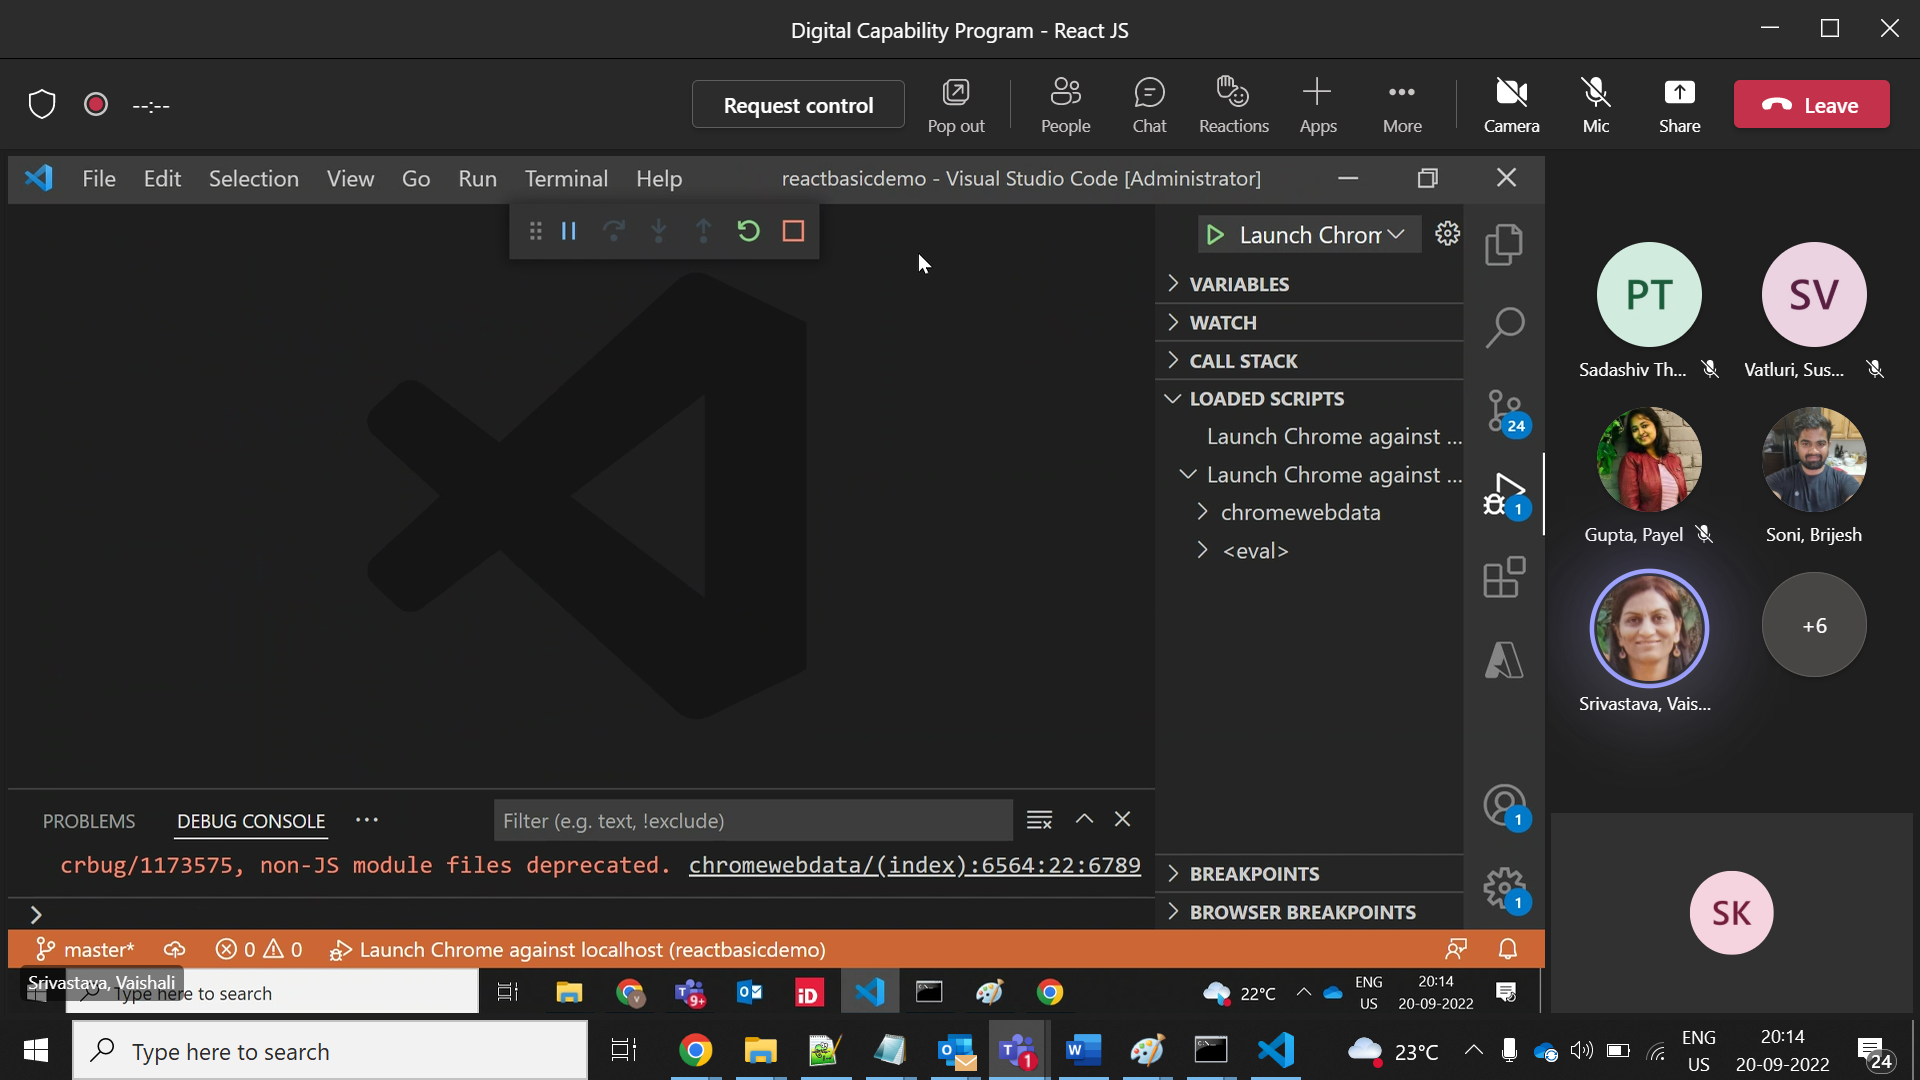 Digital Capability Program - React JS
--:--
Request control
Pop out
People
Chat
Reactions
Apps
More
Camera
Mic
Share
Leave
File Edit Selection View Go Run Terminal Help
reactbasicdemo - Visual Studio Code [Administrator]
Launch Chrom
VARIABLES
WATCH
CALL STACK
LOADED SCRIPTS
Launch Chrome against ...
Launch Chrome against ...
chromewebdata
<eval>
BREAKPOINTS
BROWSER BREAKPOINTS
24
1
1
1
PROBLEMS
DEBUG CONSOLE
Filter (e.g. text, !exclude)
crbug/1173575, non-JS module files deprecated. chromewebdata/(index):6564:22:6789
master*
0
0
Launch Chrome against localhost (reactbasicdemo)
PT
Sadashiv Th...
SV
Vatluri, Sus...
Gupta, Payel
Soni, Brijesh
Srivastava, Vais...
+6
SK
Srivastava, Vaishali
Type here to search
9+
iD
22°C
ENG
US
20:14
20-09-2022
Type here to search
1
W
23°C
ENG
US
20:14
20-09-2022
24